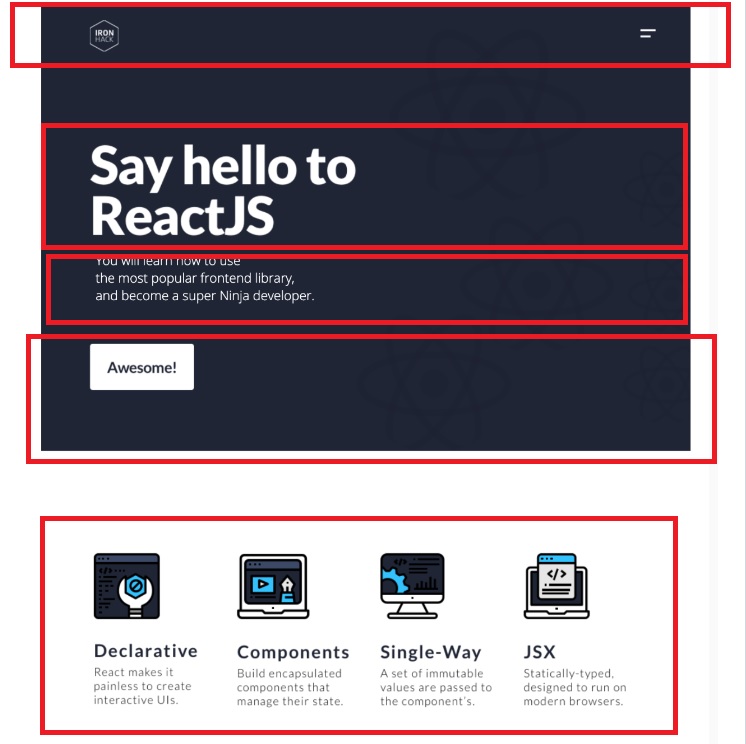 IRON
HACK
Say hello to
ReactJS
You will learn how to use
the most popular frontend library,
and become a super Ninja developer.
Awesome!
Declarative
React makes it
painless to create
interactive UIs.
Components
Build encapsulated
components that
manage their state.
Single-Way
A set of immutable
values are passed to
the component's.
JSX
Statically-typed,
designed to run on
modern browsers.